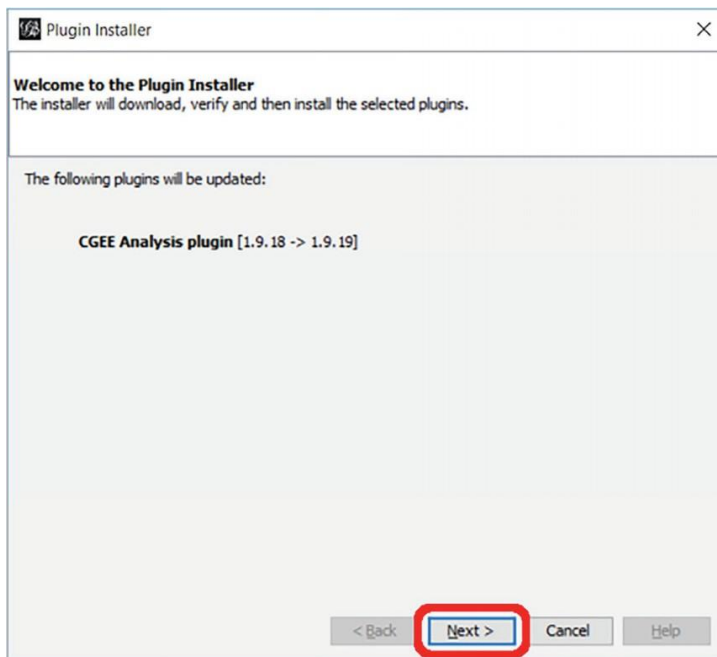 Plugin Installer
Welcome to the Plugin Installer
The installer will download, verify and then install the selected plugins.
The following plugins will be updated:
CGEE Analysis plugin [1.9.18 -> 1.9.19]
< Back Next > Cancel Help